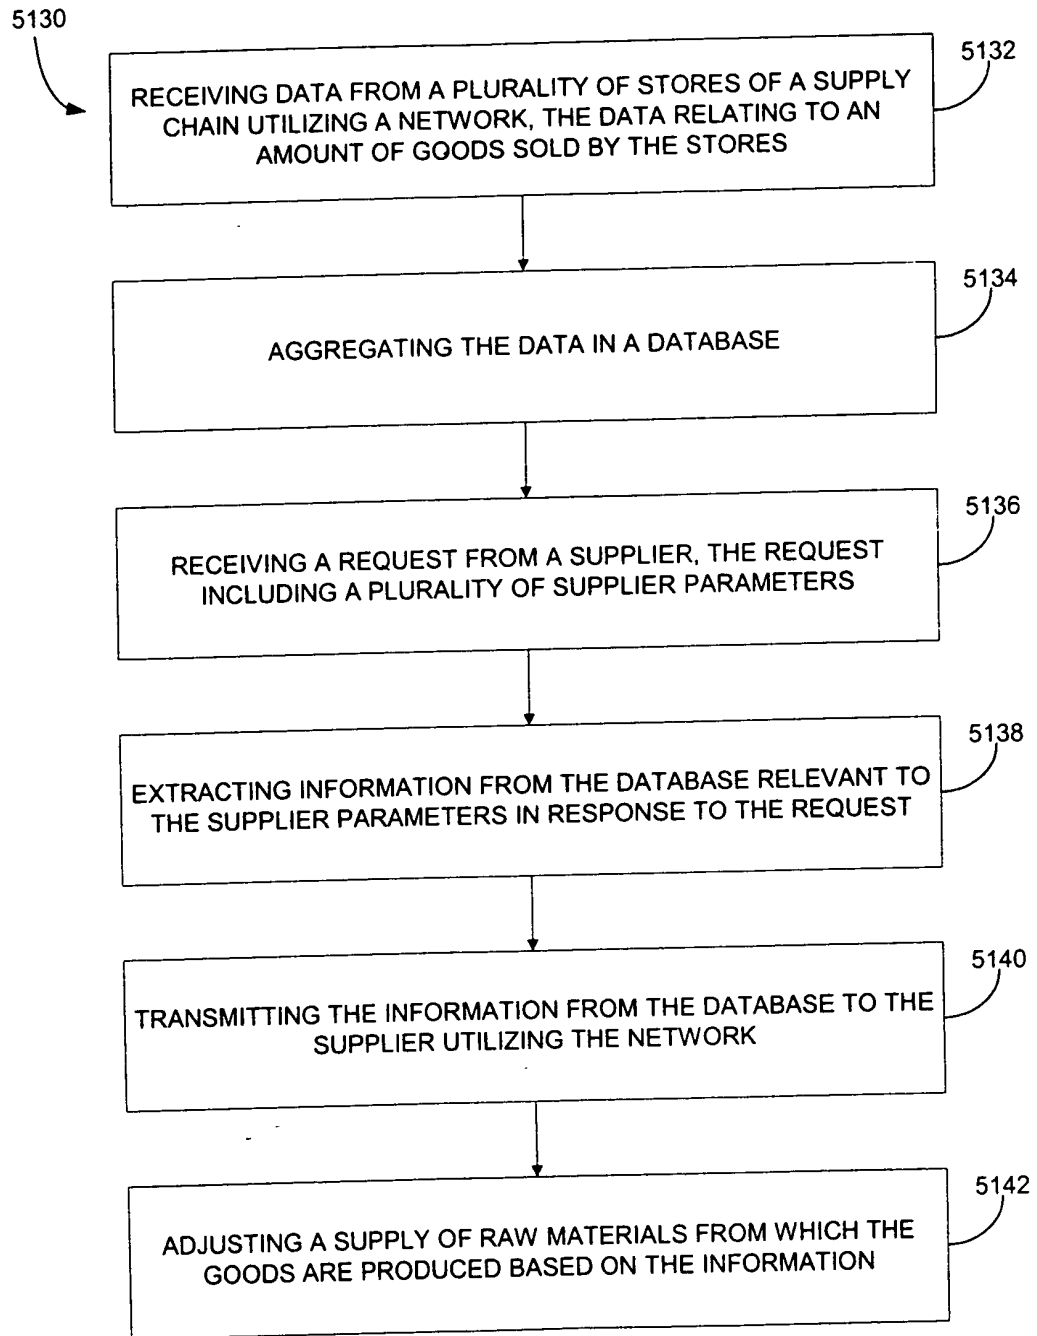 5130
5132
RECEIVING DATA FROM A PLURALITY OF STORES OF A SUPPLY
CHAIN UTILIZING A NETWORK, THE DATA RELATING TO AN
AMOUNT OF GOODS SOLD BY THE STORES
5134
AGGREGATING THE DATA IN A DATABASE
5136
RECEIVING A REQUEST FROM A SUPPLIER, THE REQUEST
INCLUDING A PLURALITY OF SUPPLIER PARAMETERS
5138
EXTRACTING INFORMATION FROM THE DATABASE RELEVANT TO
THE SUPPLIER PARAMETERS IN RESPONSE TO THE REQUEST
5140
TRANSMITTING THE INFORMATION FROM THE DATABASE TO THE
SUPPLIER UTILIZING THE NETWORK
5142
ADJUSTING A SUPPLY OF RAW MATERIALS FROM WHICH THE
GOODS ARE PRODUCED BASED ON THE INFORMATION